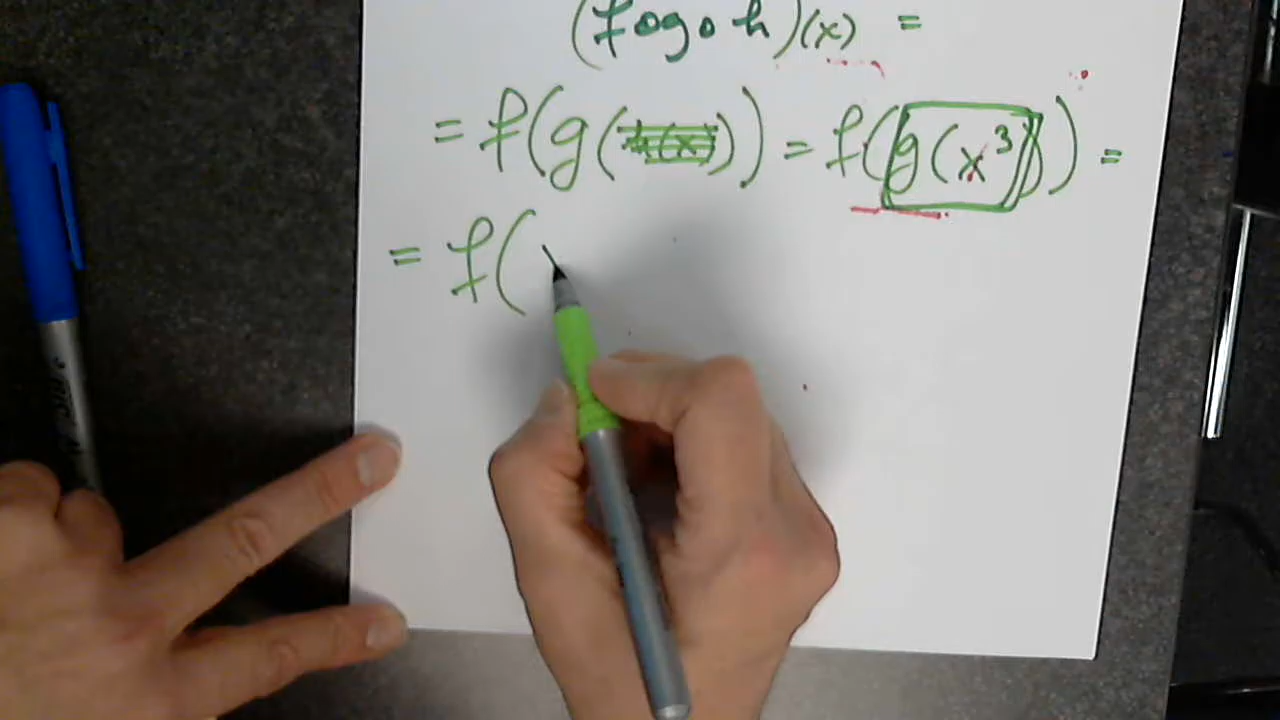 (f∘g∘h)(x) =
= f(g(h(x))) = f(g(x³)) =
= f(